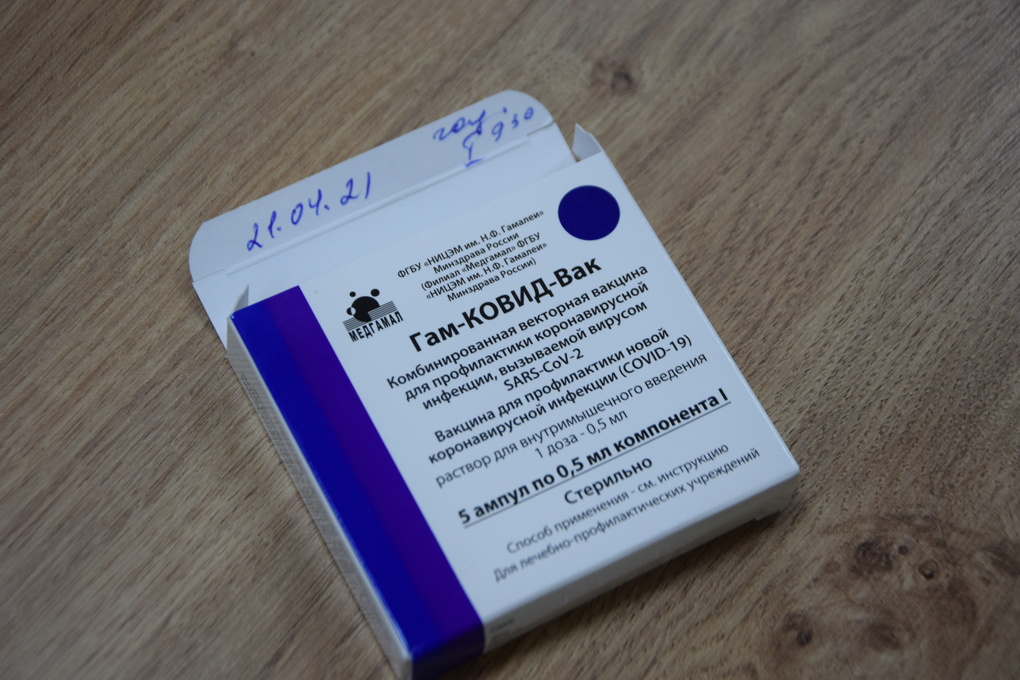 I 9 30
21.04.21
ФГБУ «НИЦЭМ им. Н.Ф. Гамалеи»
Минздрава России
(Филиал «Медгамал» ФГБУ
«НИЦЭМ им. Н.Ф. Гамалеи»
Минздрава России)
МЕДГАМАЛ
Гам-КОВИД-Вак
Комбинированная векторная вакцина
для профилактики коронавирусной
инфекции, вызываемой вирусом
SARS-CoV-2
Вакцина для профилактики новой
коронавирусной инфекции (COVID-19)
раствор для внутримышечного введения
1 доза - 0,5 мл
5 ампул по 0,5 мл компонента I
Стерильно
Способ применения - см. инструкцию
Для лечебно-профилактических учреждений